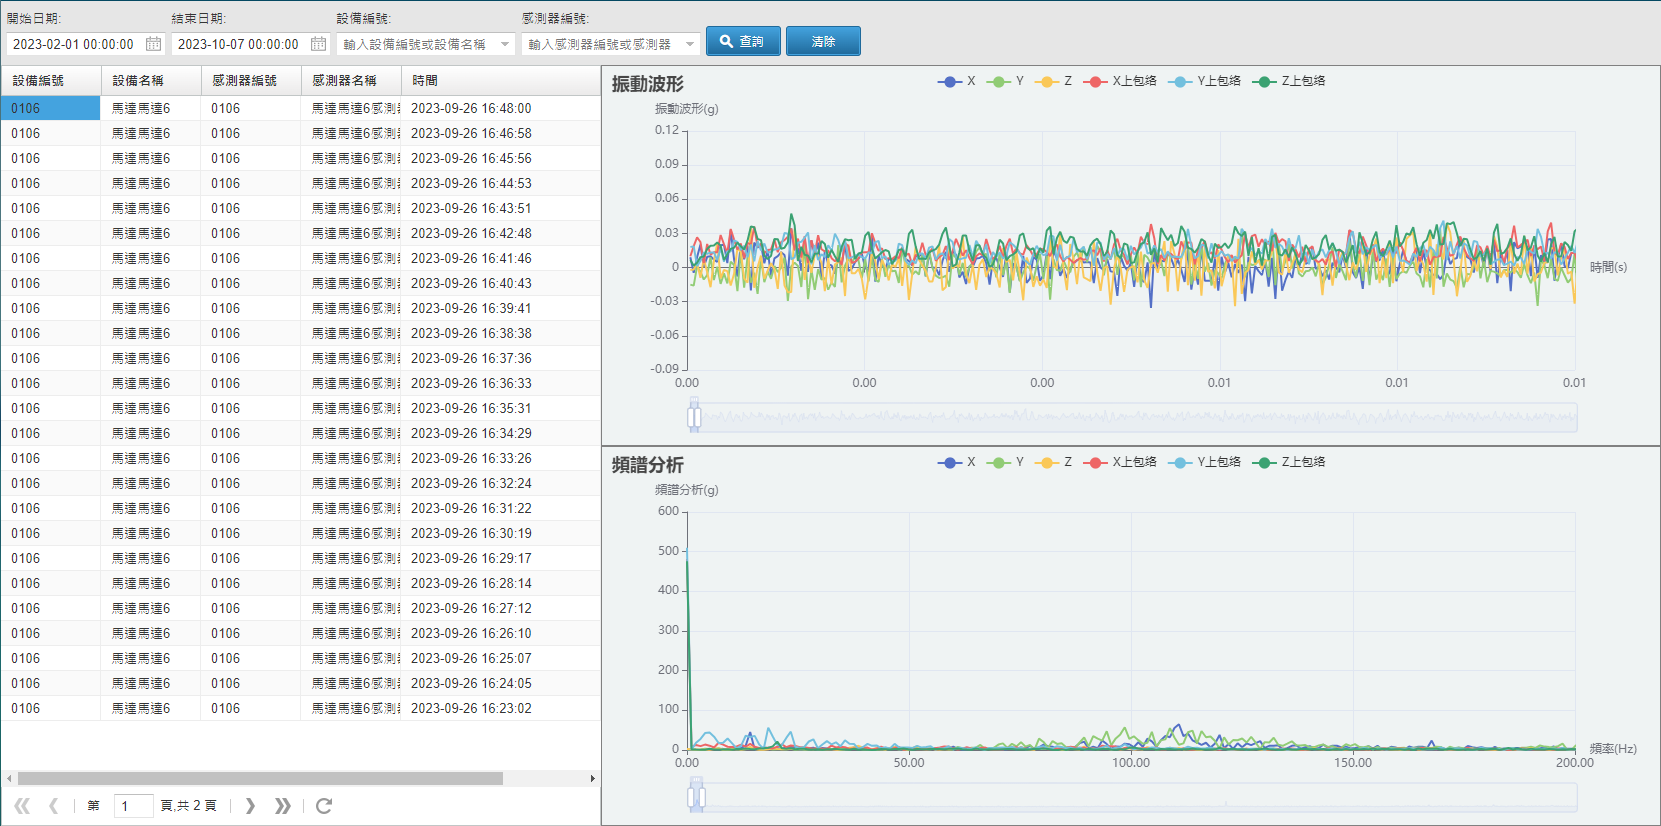 開始日期: 結束日期: 設備編號: 感測器編號:
2023-02-01 00:00:00 2023-10-07 00:00:00 輸入設備編號或設備名稱 輸入感測器編號或感測器 查詢 清除
設備編號 設備名稱 感測器編號 感測器名稱 時間
0106 馬達馬達6 0106 馬達馬達6感測 2023-09-26 16:48:00
0106 馬達馬達6 0106 馬達馬達6感測 2023-09-26 16:46:58
0106 馬達馬達6 0106 馬達馬達6感測 2023-09-26 16:45:56
0106 馬達馬達6 0106 馬達馬達6感測 2023-09-26 16:44:53
0106 馬達馬達6 0106 馬達馬達6感測 2023-09-26 16:43:51
0106 馬達馬達6 0106 馬達馬達6感測 2023-09-26 16:42:48
0106 馬達馬達6 0106 馬達馬達6感測 2023-09-26 16:41:46
0106 馬達馬達6 0106 馬達馬達6感測 2023-09-26 16:40:43
0106 馬達馬達6 0106 馬達馬達6感測 2023-09-26 16:39:41
0106 馬達馬達6 0106 馬達馬達6感測 2023-09-26 16:38:38
0106 馬達馬達6 0106 馬達馬達6感測 2023-09-26 16:37:36
0106 馬達馬達6 0106 馬達馬達6感測 2023-09-26 16:36:33
0106 馬達馬達6 0106 馬達馬達6感測 2023-09-26 16:35:31
0106 馬達馬達6 0106 馬達馬達6感測 2023-09-26 16:34:29
0106 馬達馬達6 0106 馬達馬達6感測 2023-09-26 16:33:26
0106 馬達馬達6 0106 馬達馬達6感測 2023-09-26 16:32:24
0106 馬達馬達6 0106 馬達馬達6感測 2023-09-26 16:31:22
0106 馬達馬達6 0106 馬達馬達6感測 2023-09-26 16:30:19
0106 馬達馬達6 0106 馬達馬達6感測 2023-09-26 16:29:17
0106 馬達馬達6 0106 馬達馬達6感測 2023-09-26 16:28:14
0106 馬達馬達6 0106 馬達馬達6感測 2023-09-26 16:27:12
0106 馬達馬達6 0106 馬達馬達6感測 2023-09-26 16:26:10
0106 馬達馬達6 0106 馬達馬達6感測 2023-09-26 16:25:07
0106 馬達馬達6 0106 馬達馬達6感測 2023-09-26 16:24:05
0106 馬達馬達6 0106 馬達馬達6感測 2023-09-26 16:23:02
第 1 頁,共 2 頁
振動波形 X Y Z X上包络 Y上包络 Z上包络
振動波形(g)
0.12
0.09
0.06
0.03
0 時間(s)
-0.03
-0.06
-0.09
0.00 0.00 0.00 0.01 0.01 0.01
頻譜分析 X Y Z X上包络 Y上包络 Z上包络
頻譜分析(g)
600
500
400
300
200
100
0 頻率(Hz)
0.00 50.00 100.00 150.00 200.00